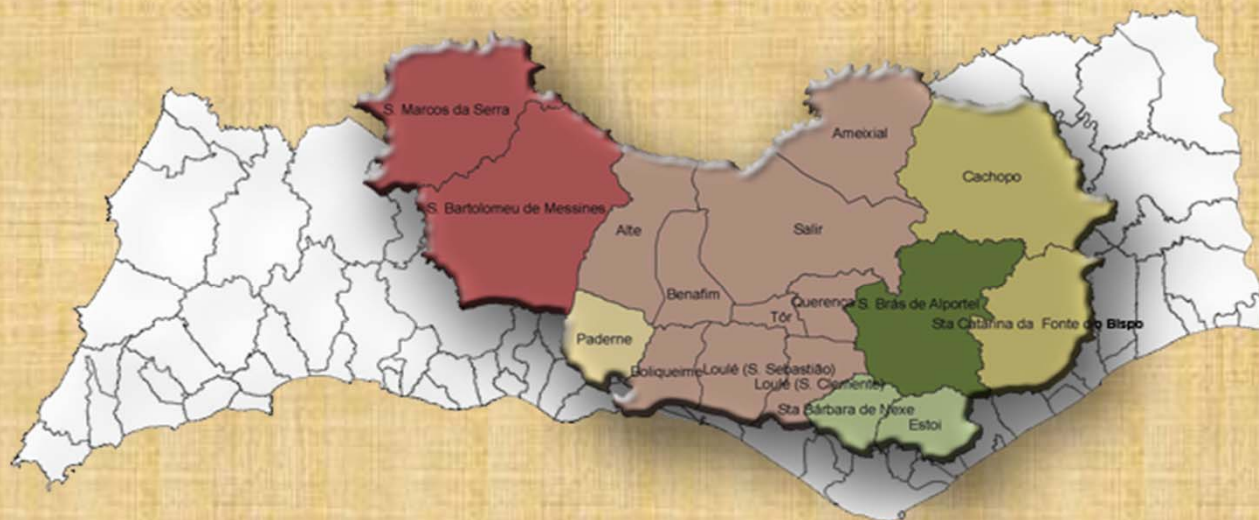 S. Marcos da Serra
Ameixial
Cachopo
S. Bartolomeu de Messines
Alte
Salir
Benafim
Querença
S. Brás de Alportel
Tôr
Sta Catarina da Fonte do Bispo
Paderne
Boliqueime
Loulé (S. Sebastião)
Loulé (S. Clemente)
Sta Bárbara de Nexe
Estoi